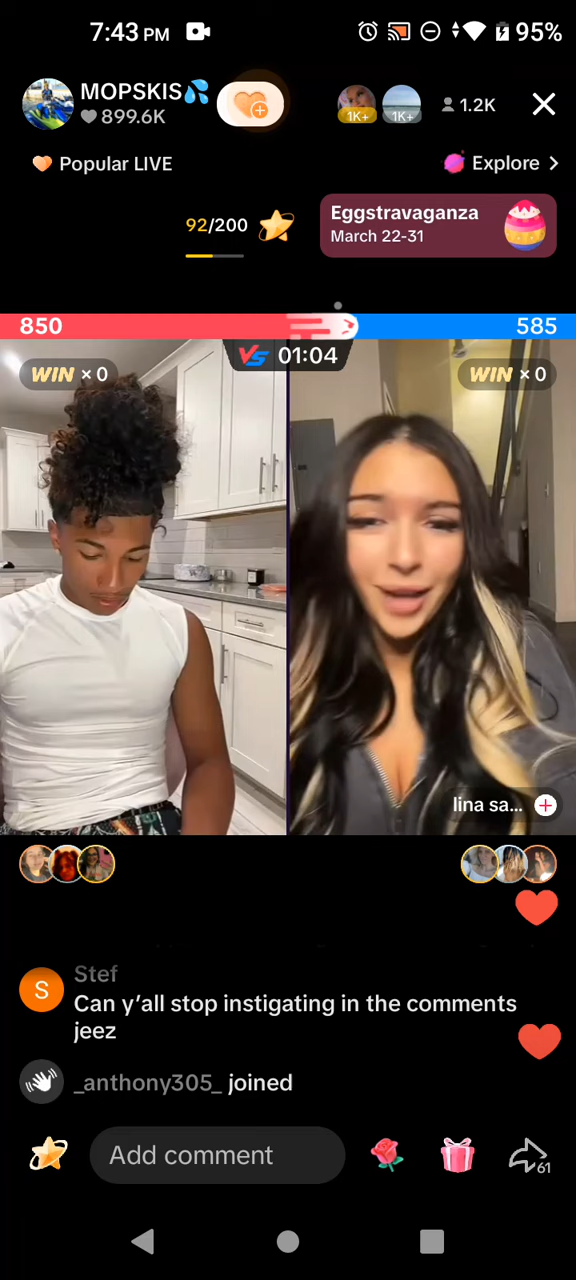 7:43 PM
95%
MOPSKIS💦
899.6K
1K+
1K+
1.2K
Popular LIVE
Explore >
92/200
Eggstravaganza
March 22-31
850
585
VS 01:04
WIN × 0
WIN × 0
lina sa...
Stef
Can y'all stop instigating in the comments
jeez
_anthony305_ joined
S
Add comment
61